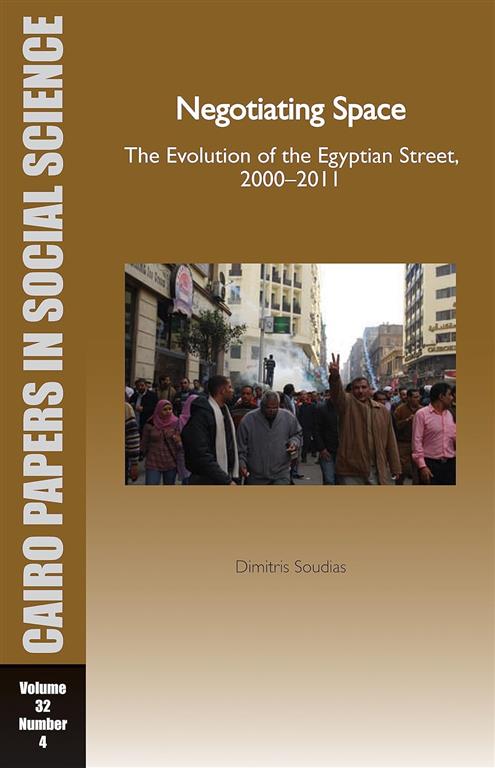 CAIRO PAPERS IN SOCIAL SCIENCE
Volume
32
Number
4
Negotiating Space
The Evolution of the Egyptian Street,
2000–2011
Dimitris Soudias